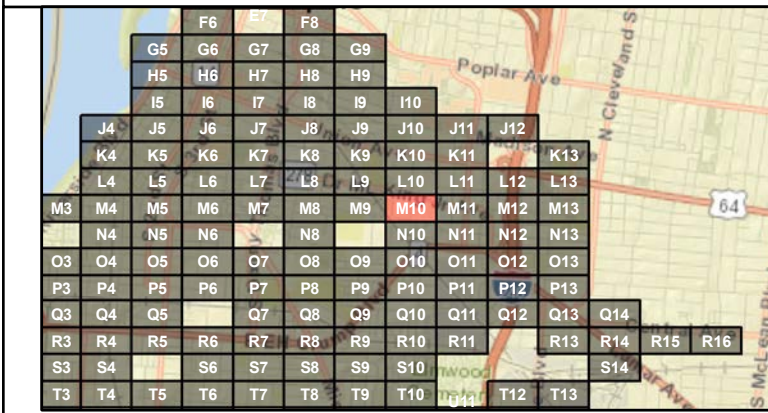 F6 E7 F8
G5 G6 G7 G8 G9
H5 H6 H7 H8 H9
Poplar Ave
N Cleveland S
I5 I6 I7 I8 I9 I10
J4 J5 J6 J7 J8 J9 J10 J11 J12
K4 K5 K6 K7 K8 K9 K10 K11 K13
L4 L5 L6 L7 L8 L9 L10 L11 L12 L13
M3 M4 M5 M6 M7 M8 M9 M10 M11 M12 M13
64
N4 N5 N6 N8 N10 N11 N12 N13
O3 O4 O5 O6 O7 O8 O9 O10 O11 O12 O13
P3 P4 P5 P6 P7 P8 P9 P10 P11 P12 P13
Q3 Q4 Q5 Q7 Q8 Q9 Q10 Q11 Q12 Q13 Q14
Central Ave
R3 R4 R5 R6 R7 R8 R9 R10 R11 R13 R14 R15 R16
S3 S4 S6 S7 S8 S9 S10 S14
S McLean Bl
T3 T4 T5 T6 T7 T8 T9 T10 U11 T12 T13